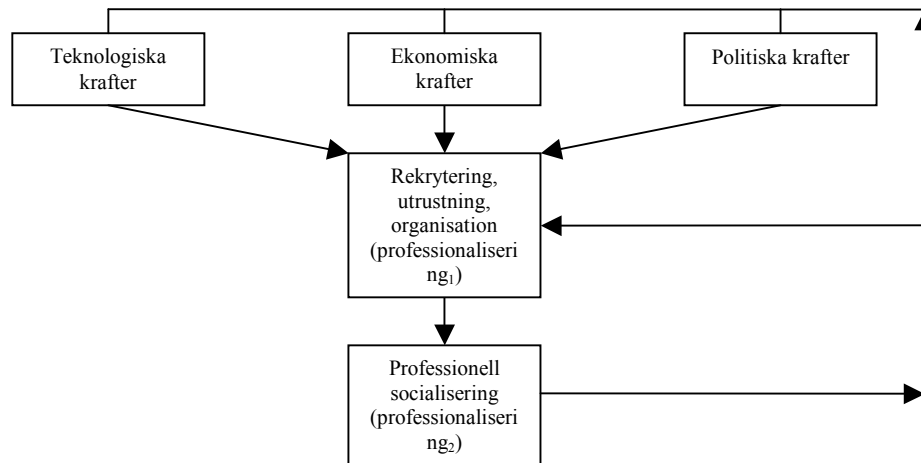 Teknologiska
krafter
Ekonomiska
krafter
Politiska krafter
Rekrytering,
utrustning,
organisation
(professionaliseri
ng₁)
Professionell
socialisering
(professionaliseri
ng₂)